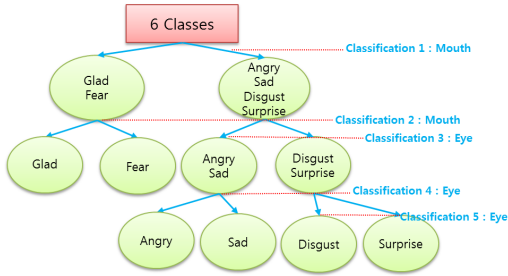 6 Classes
Classification 1 : Mouth
Glad
Fear
Angry
Sad
Disgust
Surprise
Classification 2 : Mouth
Classification 3 : Eye
Glad
Fear
Angry
Sad
Disgust
Surprise
Classification 4 : Eye
Classification 5 : Eye
Angry
Sad
Disgust
Surprise